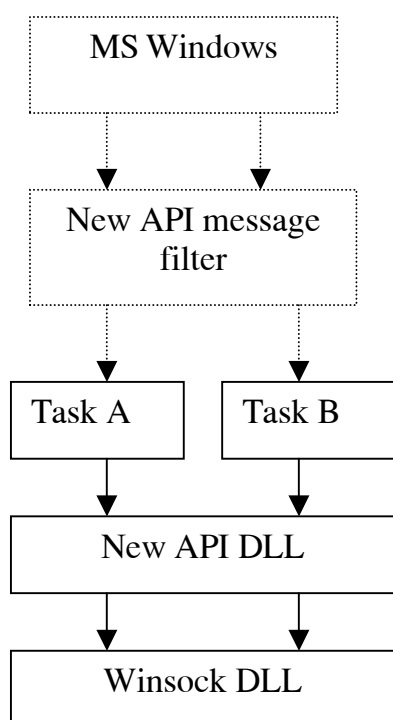 MS Windows
New API message
filter
Task A
Task B
New API DLL
Winsock DLL